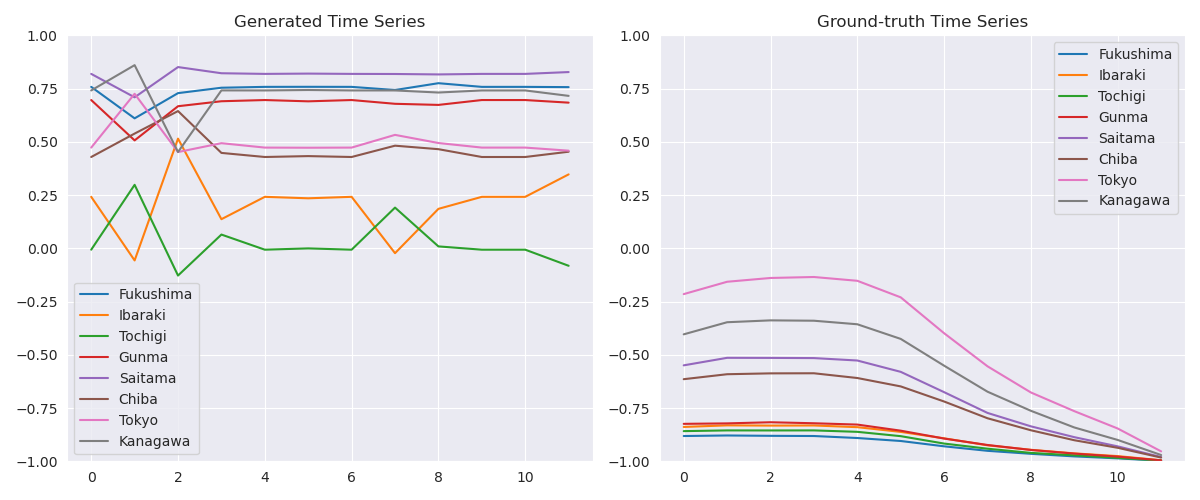 Generated Time Series
1.00
0.75
0.50
0.25
0.00
−0.25
−0.50
−0.75
−1.00
0 2 4 6 8 10
Fukushima
Ibaraki
Tochigi
Gunma
Saitama
Chiba
Tokyo
Kanagawa
Ground-truth Time Series
1.00
0.75
0.50
0.25
0.00
−0.25
−0.50
−0.75
−1.00
0 2 4 6 8 10
Fukushima
Ibaraki
Tochigi
Gunma
Saitama
Chiba
Tokyo
Kanagawa